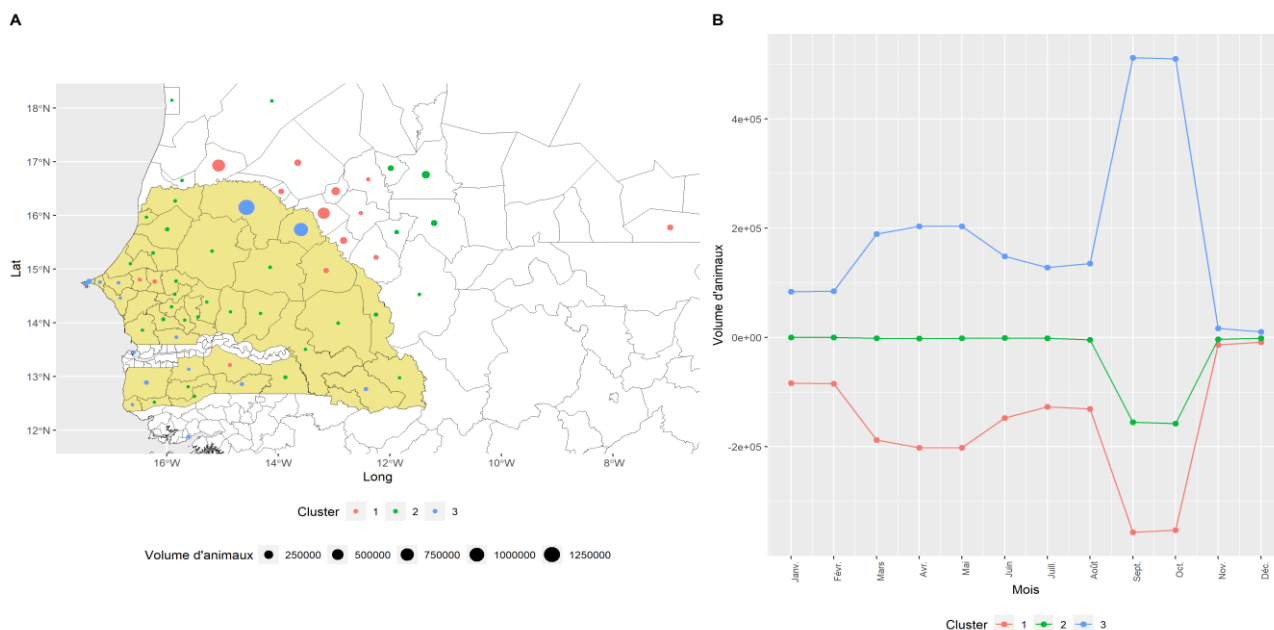 A
18°N
17°N
16°N
15°N
14°N
13°N
12°N
Lat
16°W 14°W 12°W 10°W 8°W
Long
Cluster 1 2 3
Volume d'animaux 250000 500000 750000 1000000 1250000
B
4e+05
2e+05
0e+00
-2e+05
Volume d'animaux
Janv. Févr. Mars Avr. Mai Juin Juill. Août Sept. Oct. Nov. Déc.
Mois
Cluster 1 2 3